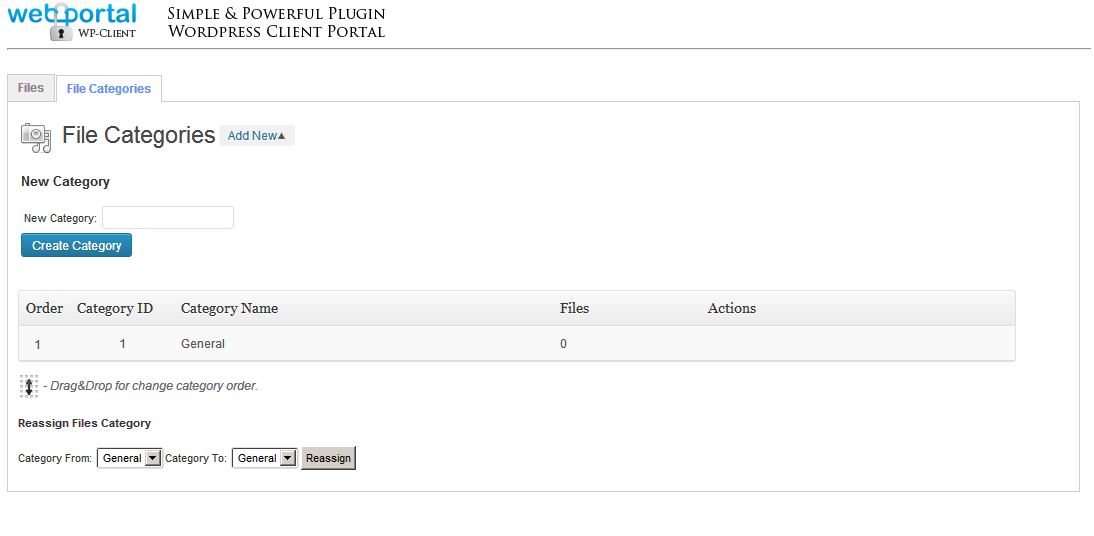 web portal
WP-CLIENT
SIMPLE & POWERFUL PLUGIN
WORDPRESS CLIENT PORTAL
Files File Categories
File Categories Add New▲
New Category
New Category:
Create Category
Order Category ID Category Name Files Actions
1 1 General 0
- Drag&Drop for change category order.
Reassign Files Category
Category From: General Category To: General Reassign